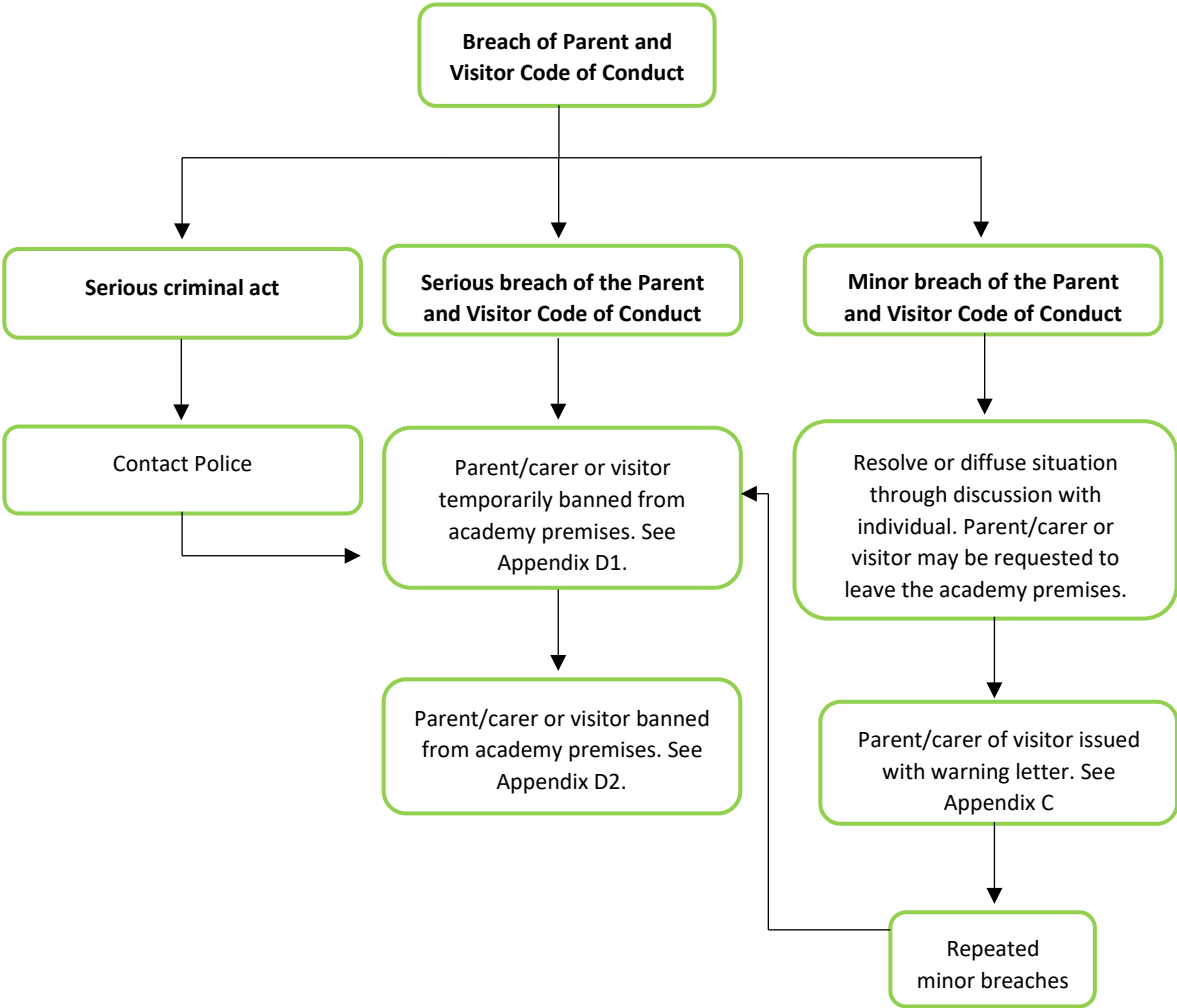 Breach of Parent and
Visitor Code of Conduct
Serious criminal act
Serious breach of the Parent
and Visitor Code of Conduct
Minor breach of the Parent
and Visitor Code of Conduct
Contact Police
Parent/carer or visitor
temporarily banned from
academy premises. See
Appendix D1.
Resolve or diffuse situation
through discussion with
individual. Parent/carer or
visitor may be requested to
leave the academy premises.
Parent/carer or visitor banned
from academy premises. See
Appendix D2.
Parent/carer of visitor issued
with warning letter. See
Appendix C
Repeated
minor breaches